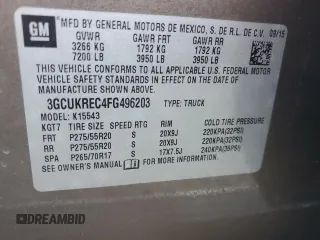 GM
MFD BY GENERAL MOTORS DE MEXICO, S. DE R.L. DE C.V. 09/15
GVWR GAWR FRT GAWR RR
3266 KG 1792 KG 1792 KG
7200 LB 3950 LB 3950 LB
THIS VEHICLE CONFORMS TO ALL APPLICABLE U.S. FEDERAL
MOTOR VEHICLE SAFETY STANDARDS IN EFFECT ON THE DATE OF
MANUFACTURE SHOWN ABOVE.
3GCUKREC4FG496203 TYPE: TRUCK
MODEL: K15543
KGT7 TIRE SIZE SPEED RTG RIM COLD TIRE PRESSURE
FRT P275/55R20 S 20X9J 220KPA(32PSI)
RR P275/55R20 S 20X9J 220KPA(32PSI)
SPA P265/70R17 S 17X7.5J 240KPA(35PSI)
SEE OWNER'S MANUAL FOR ADDITIONAL INFORMATION.
DREAMBID